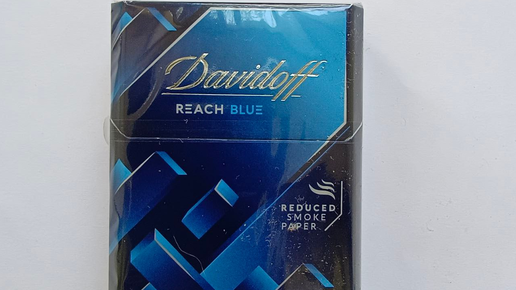 Davidoff
REACH BLUE
REDUCED
SMOKE
PAPER